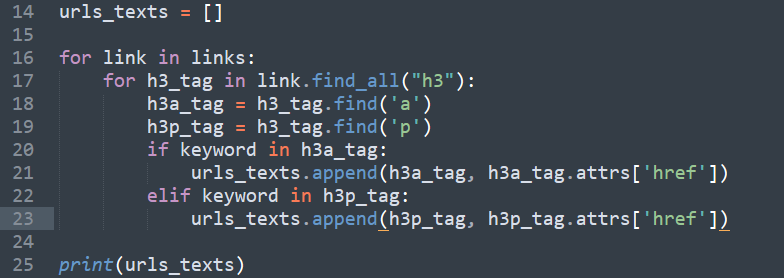 14 urls_texts = []
15
16 for link in links:
17     for h3_tag in link.find_all("h3"):
18         h3a_tag = h3_tag.find('a')
19         h3p_tag = h3_tag.find('p')
20         if keyword in h3a_tag:
21             urls_texts.append(h3a_tag, h3a_tag.attrs['href'])
22         elif keyword in h3p_tag:
23             urls_texts.append(h3p_tag, h3p_tag.attrs['href'])
24
25 print(urls_texts)